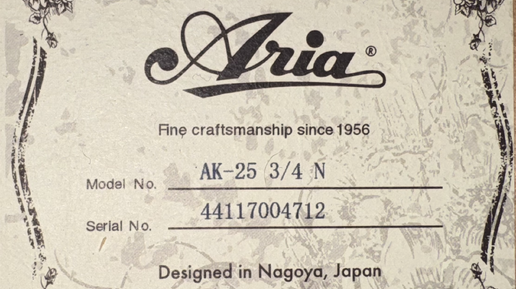 Aria®
Fine craftsmanship since 1956
Model No. AK-25 3/4 N
Serial No. 44117004712
Designed in Nagoya, Japan